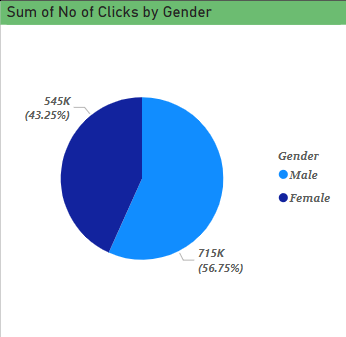 Sum of No of Clicks by Gender
545K
(43.25%)
Gender
Male
Female
715K
(56.75%)